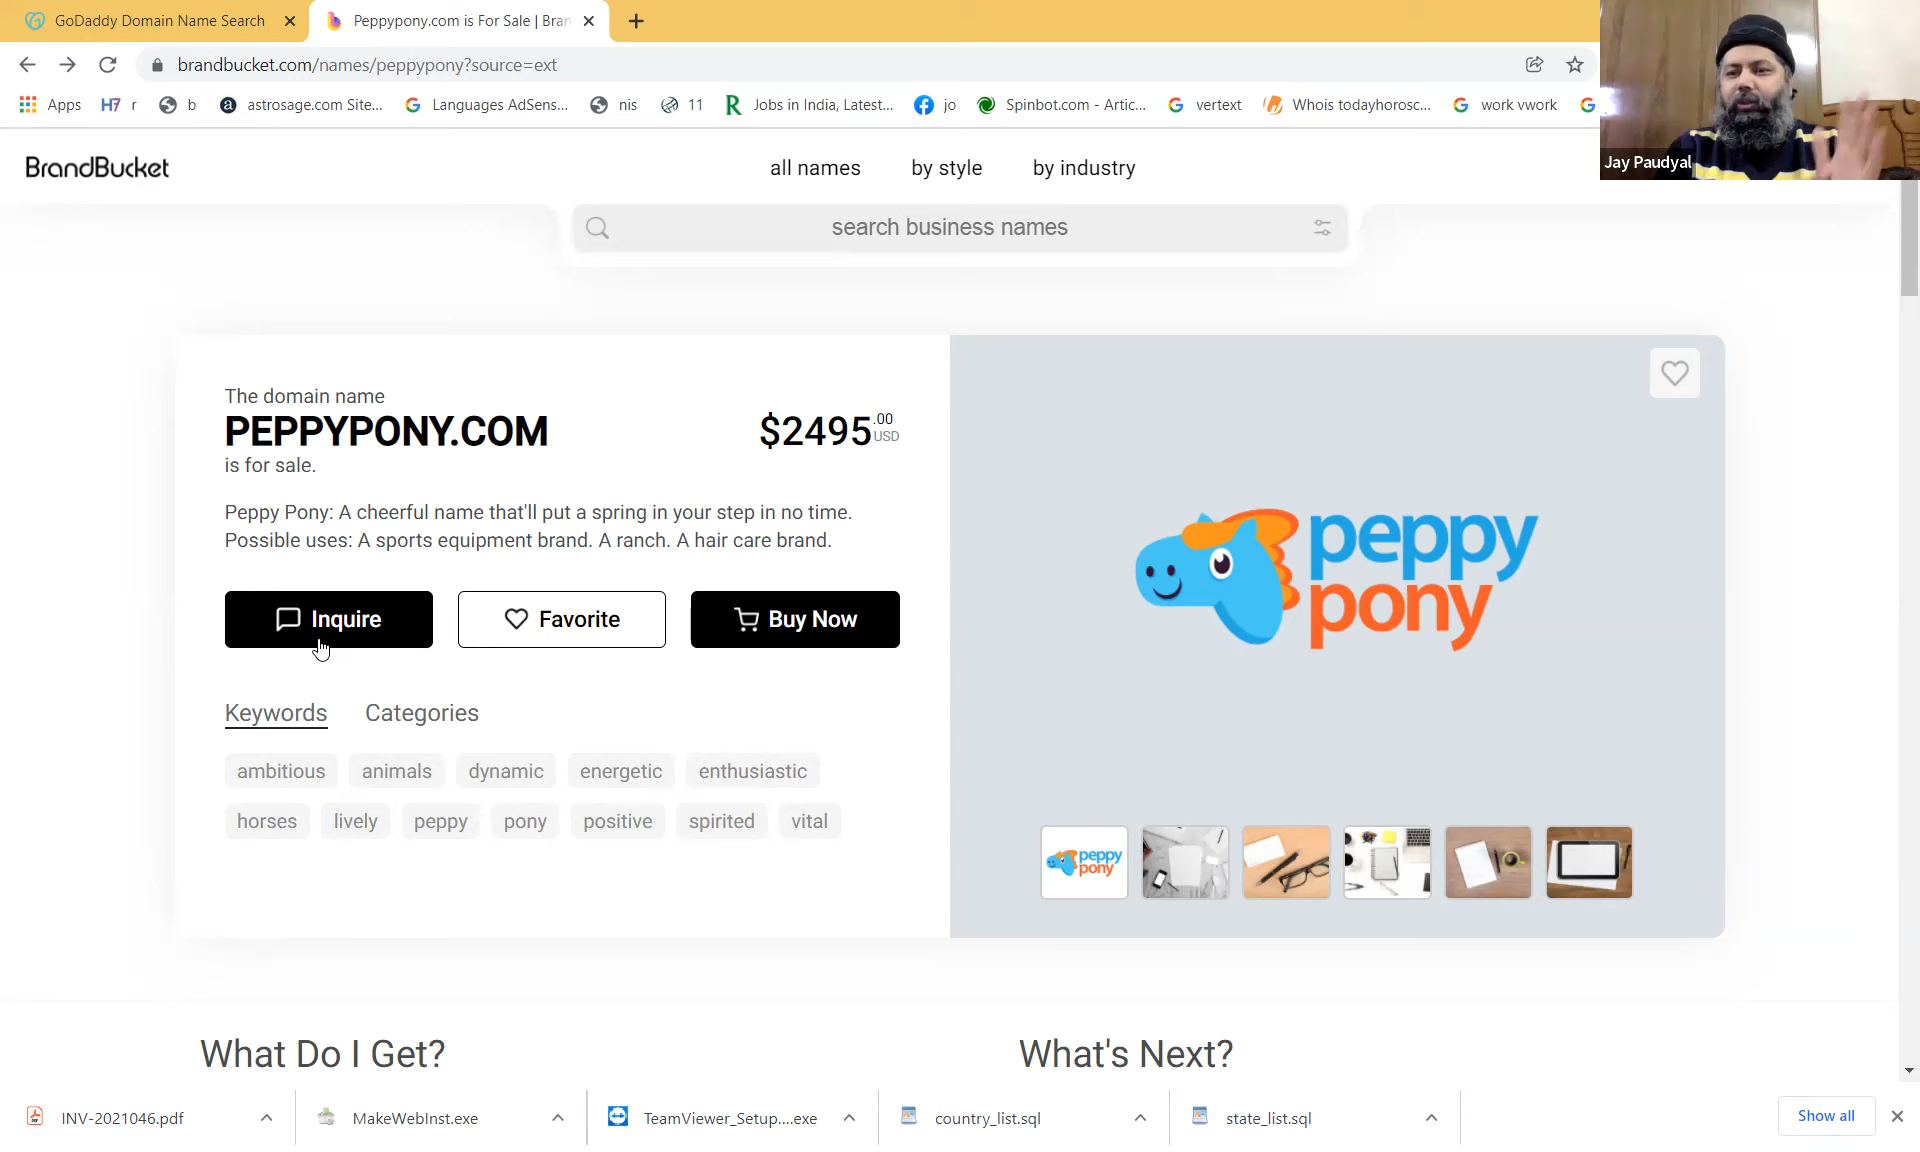 GoDaddy Domain Name Search
Peppypony.com is For Sale | Bran
brandbucket.com/names/peppypony?source=ext
Apps
H7 r
b
astrosage.com Site...
Languages AdSens...
nis
11
Jobs in India, Latest...
jo
Spinbot.com - Artic...
vertext
Whois todayhorosc...
work vwork
Jay Paudyal
BrandBucket
all names
by style
by industry
search business names
The domain name
PEPPYPONY.COM
$2495.00
USD
is for sale.
Peppy Pony: A cheerful name that'll put a spring in your step in no time.
Possible uses: A sports equipment brand. A ranch. A hair care brand.
Inquire
Favorite
Buy Now
Keywords
Categories
ambitious
animals
dynamic
energetic
enthusiastic
horses
lively
peppy
pony
positive
spirited
vital
peppy
pony
peppy
pony
What Do I Get?
What's Next?
INV-2021046.pdf
MakeWebInst.exe
TeamViewer_Setup....exe
country_list.sql
state_list.sql
Show all